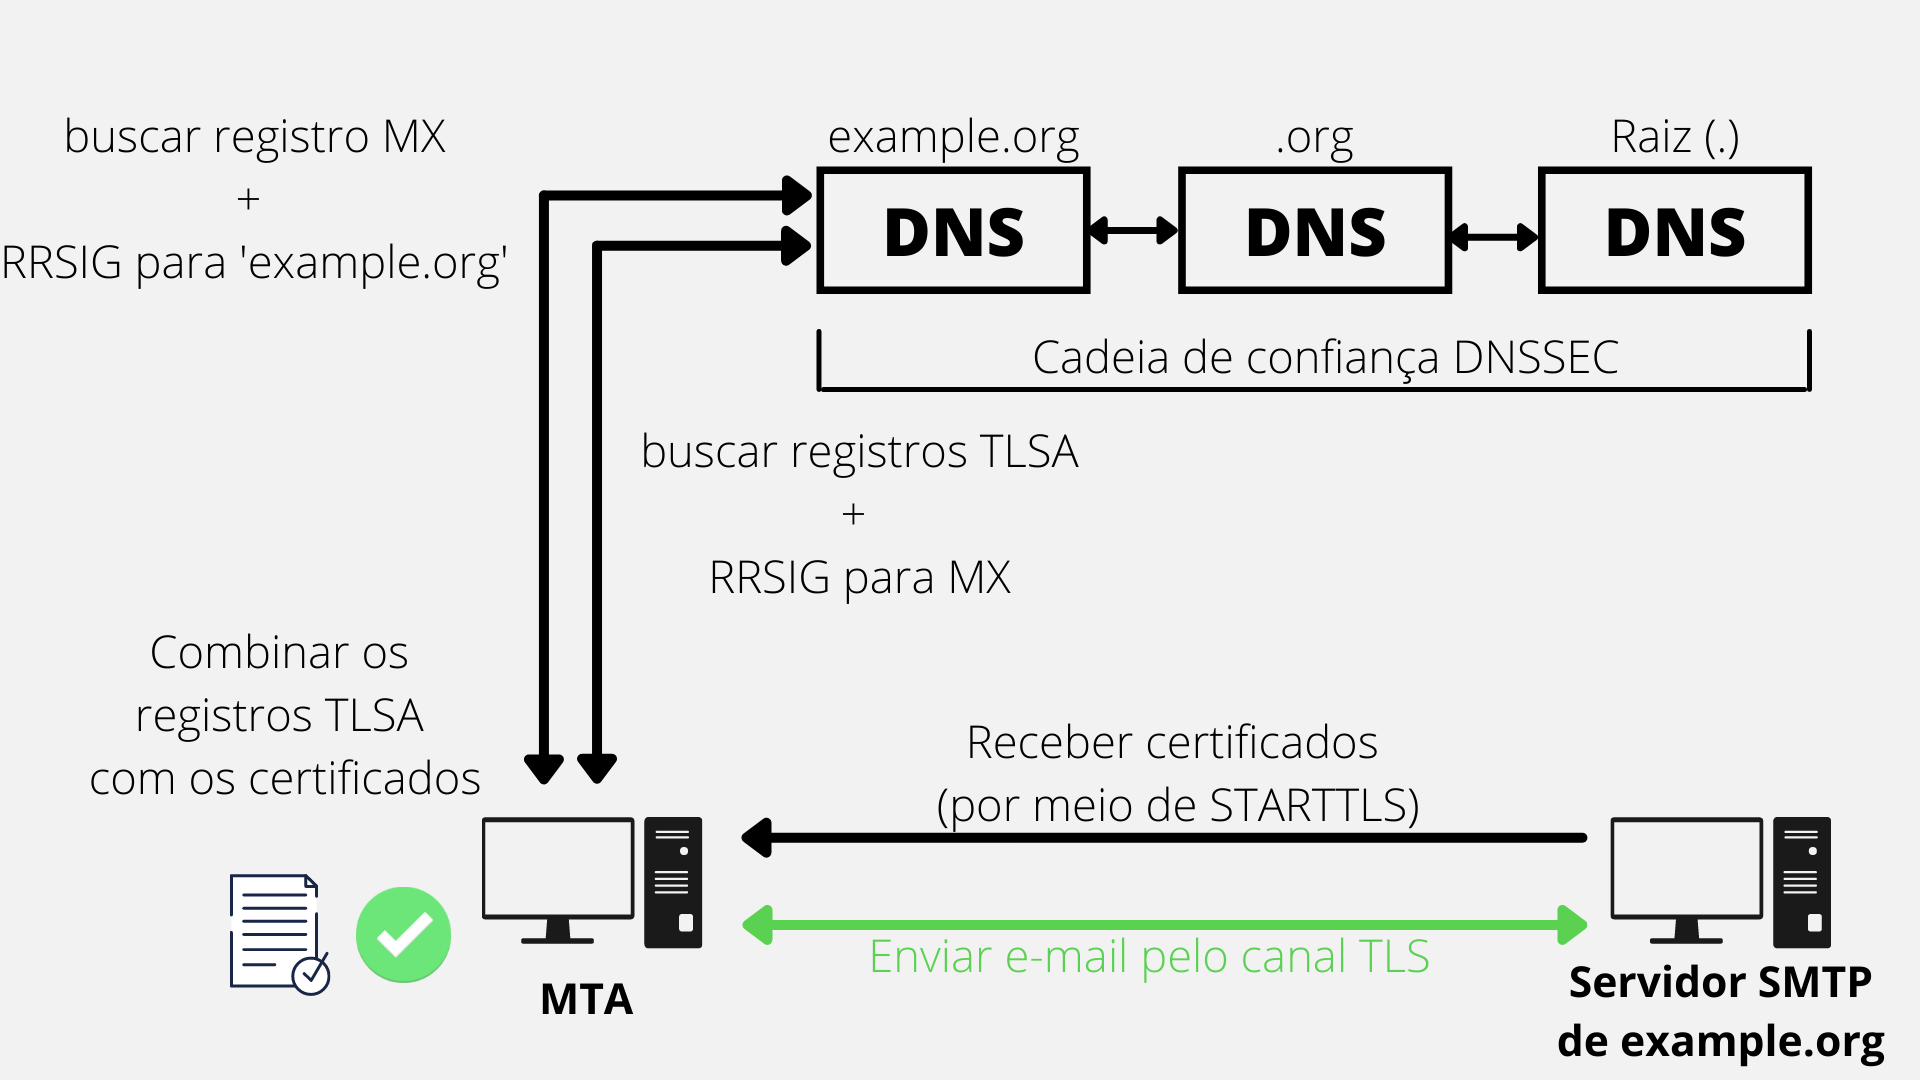 buscar registro MX
+
RRSIG para 'example.org'
example.org
.org
Raiz (.)
DNS
DNS
DNS
Cadeia de confiança DNSSEC
buscar registros TLSA
+
RRSIG para MX
Combinar os
registros TLSA
com os certificados
Receber certificados
(por meio de STARTTLS)
Enviar e-mail pelo canal TLS
MTA
Servidor SMTP
de example.org